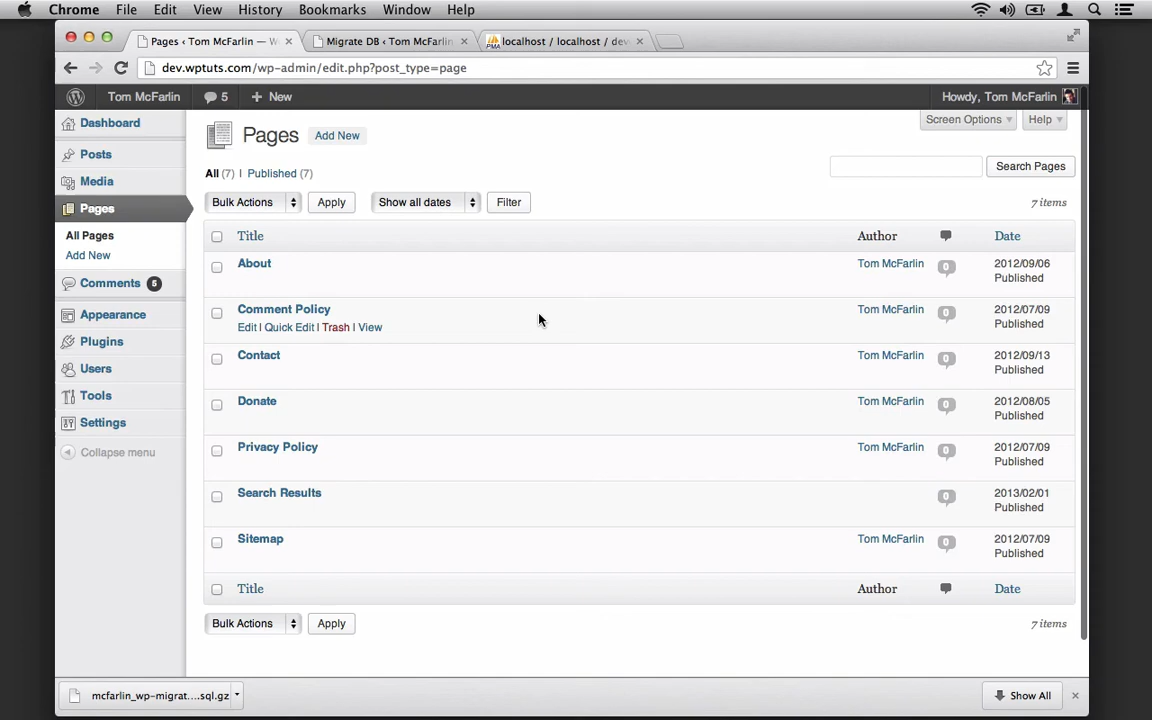 Chrome File Edit View History Bookmarks Window Help
Pages ‹ Tom McFarlin — W
Migrate DB ‹ Tom McFarlin
localhost / localhost / dev
dev.wptuts.com/wp-admin/edit.php?post_type=page
Tom McFarlin 5 + New Howdy, Tom McFarlin
Dashboard
Posts
Media
Pages
All Pages
Add New
Comments 5
Appearance
Plugins
Users
Tools
Settings
Collapse menu
Screen Options Help
Pages Add New
All (7) | Published (7)
Search Pages
Bulk Actions Apply Show all dates Filter 7 items
Title Author Date
About Tom McFarlin 0 2012/09/06
Published
Comment Policy Tom McFarlin 0 2012/07/09
Edit | Quick Edit | Trash | View Published
Contact Tom McFarlin 0 2012/09/13
Published
Donate Tom McFarlin 0 2012/08/05
Published
Privacy Policy Tom McFarlin 0 2012/07/09
Published
Search Results 0 2013/02/01
Published
Sitemap Tom McFarlin 0 2012/07/09
Published
Title Author Date
Bulk Actions Apply 7 items
mcfarlin_wp-migrat....sql.gz Show All